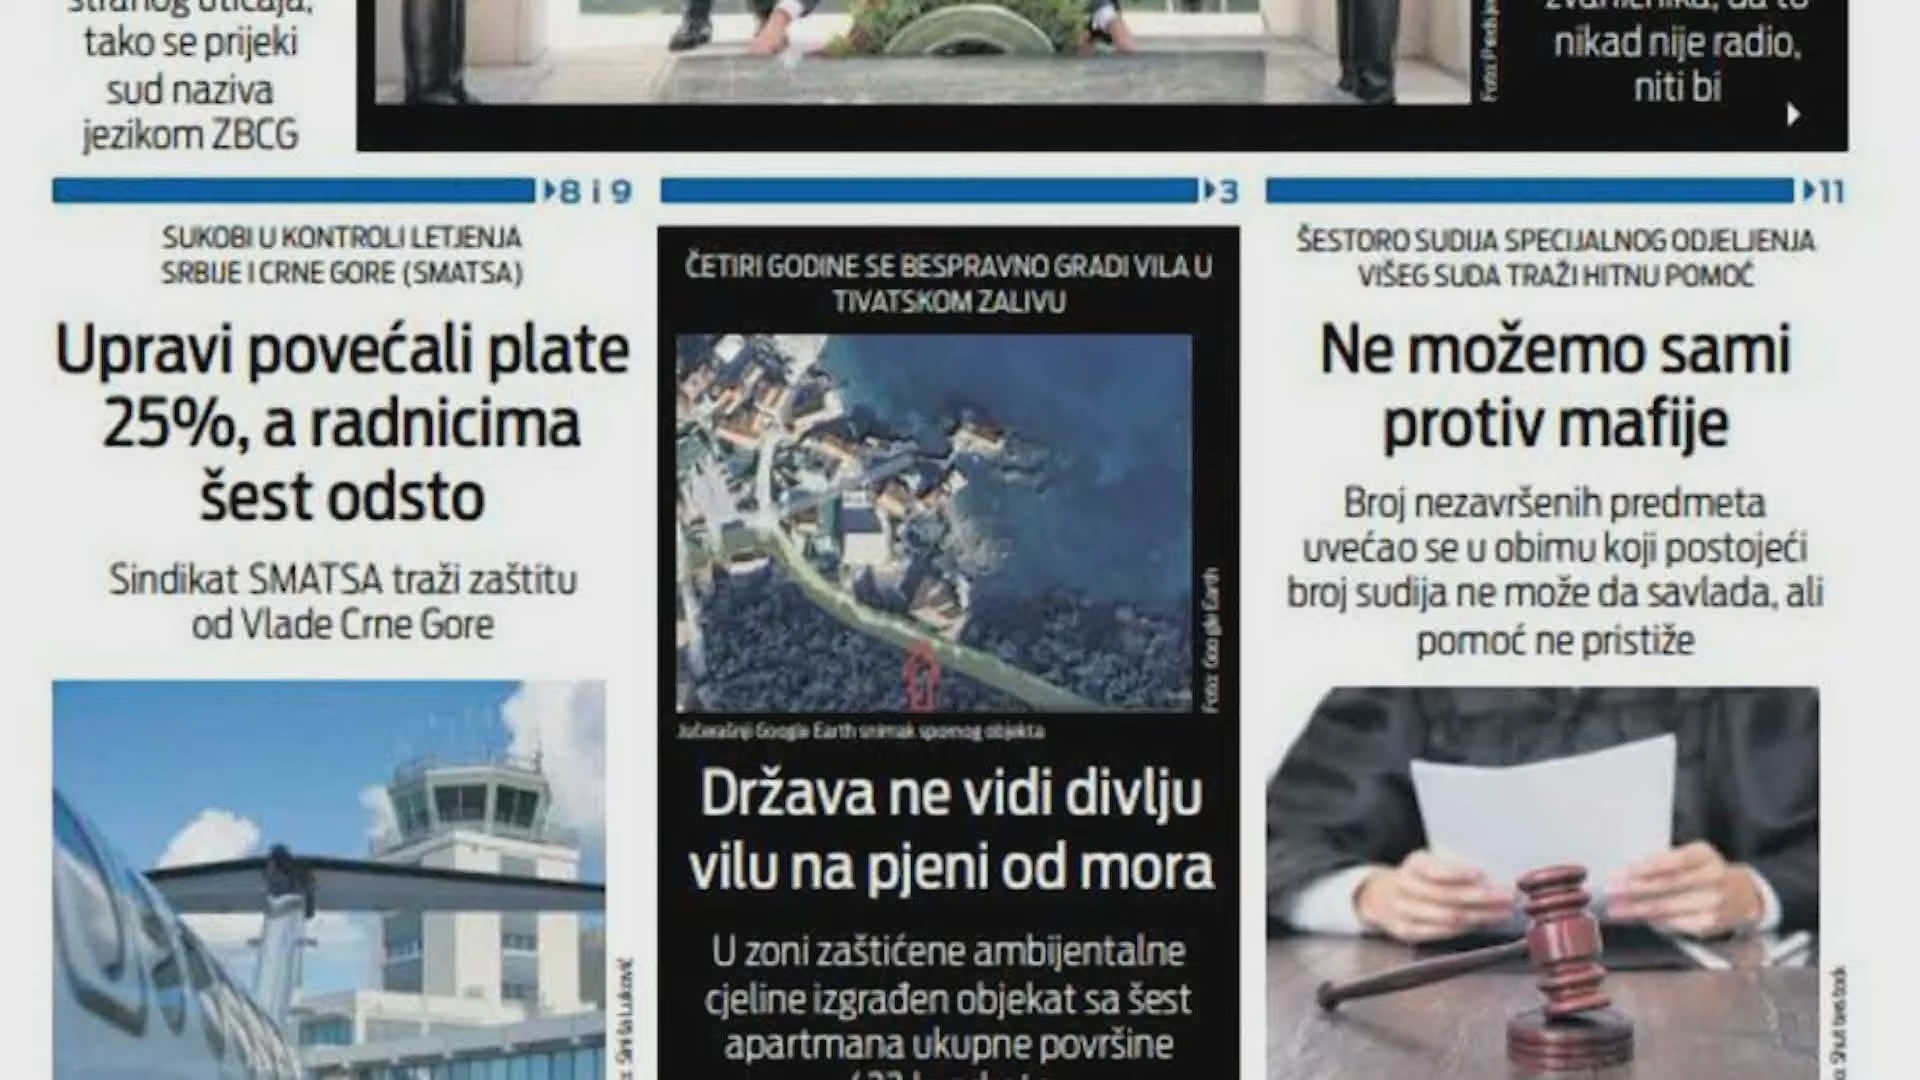 stranog uticaja,
tako se prijeki
sud naziva
jezikom ZBCG
zvaničnika, da to
nikad nije radio,
niti bi
8 i 9
SUKOBI U KONTROLI LETJENJA
SRBIJE I CRNE GORE (SMATSA)
Upravi povećali plate
25%, a radnicima
šest odsto
Sindikat SMATSA traži zaštitu
od Vlade Crne Gore
Foto: Siniša Luković
3
ČETIRI GODINE SE BESPRAVNO GRADI VILA U
TIVATSKOM ZALIVU
Foto: Google Earth
Jučerašnji Google Earth snimak spornog objekta
Država ne vidi divlju
vilu na pjeni od mora
U zoni zaštićene ambijentalne
cjeline izgrađen objekat sa šest
apartmana ukupne površine
11
ŠESTORO SUDIJA SPECIJALNOG ODJELJENJA
VIŠEG SUDA TRAŽI HITNU POMOĆ
Ne možemo sami
protiv mafije
Broj nezavršenih predmeta
uvećao se u obimu koji postojeći
broj sudija ne može da savlada, ali
pomoć ne pristiže
Shutterstock